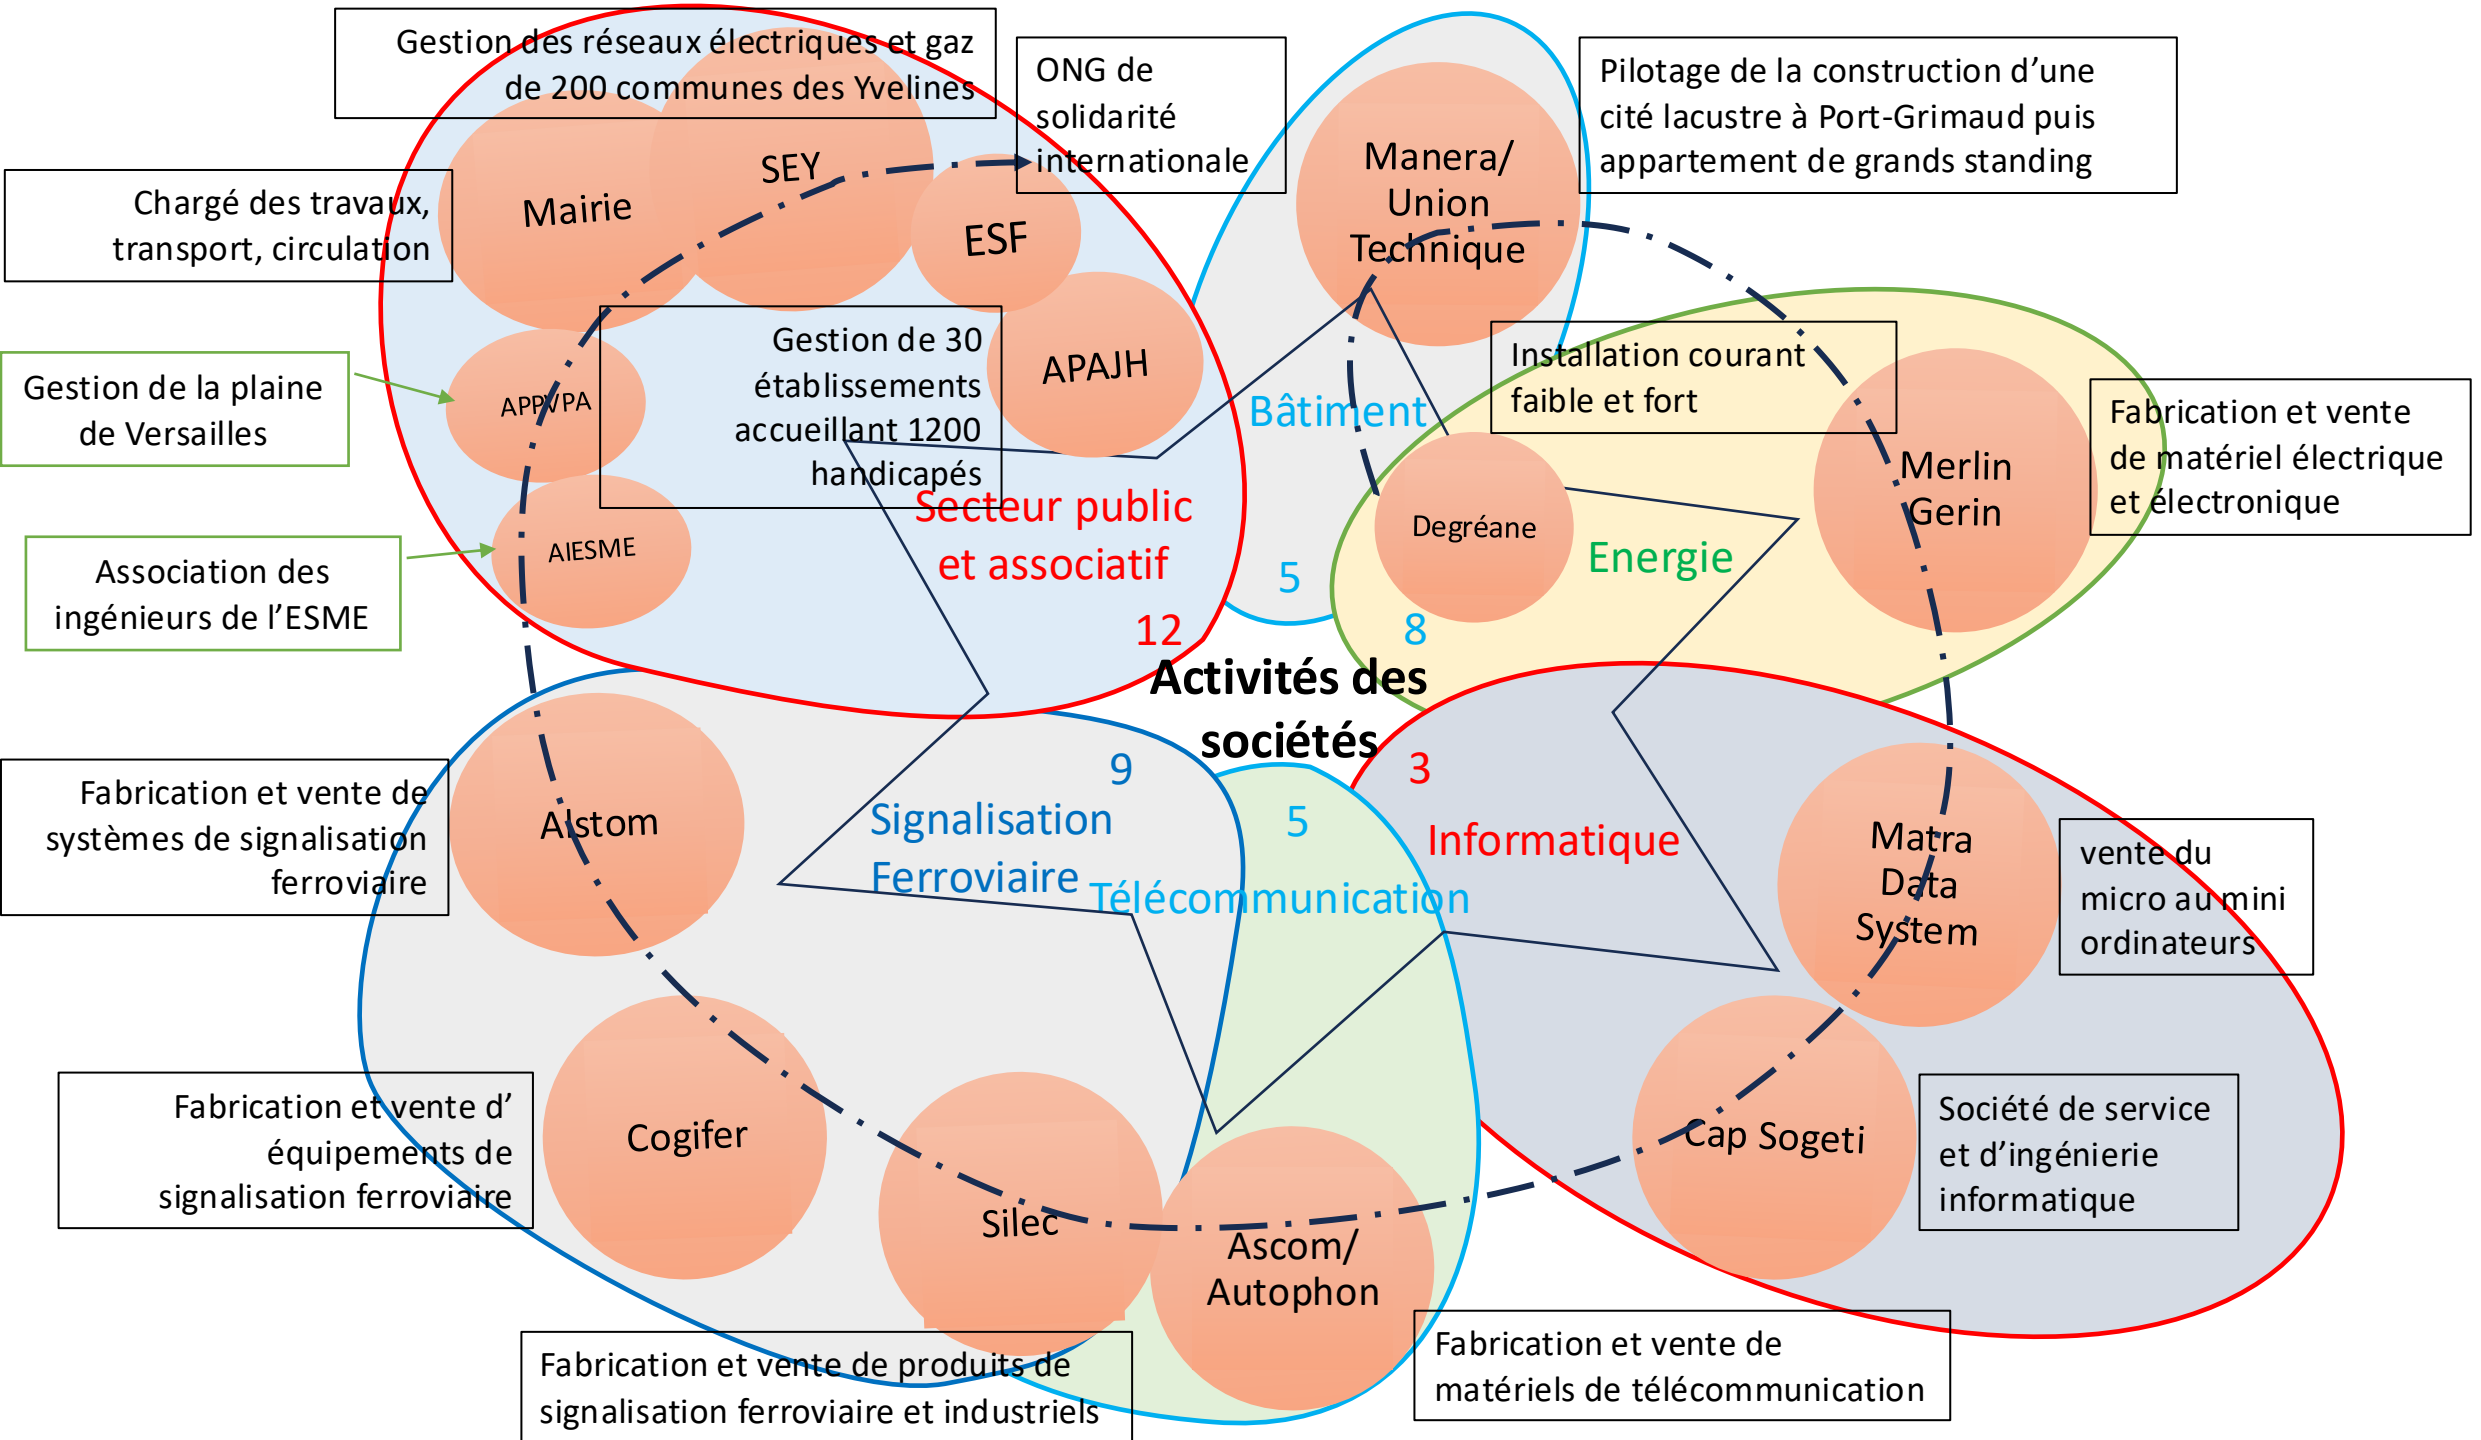 Gestion des réseaux électriques et gaz
de 200 communes des Yvelines
ONG de
solidarité
internationale
Pilotage de la construction d’une
cité lacustre à Port-Grimaud puis
appartement de grands standing
Manera/
Union
Technique
SEY
Mairie
ESF
APAJH
Chargé des travaux,
transport, circulation
Gestion de 30
établissements
accueillant 1200
handicapés
Installation courant
faible et fort
Gestion de la plaine
de Versailles
APPVPA
Bâtiment
Merlin
Gerin
Fabrication et vente
de matériel électrique
et électronique
Secteur public
et associatif
12
5
Degréane
Energie
8
AIESME
Association des
ingénieurs de l’ESME
Activités des
sociétés
9
Signalisation
Ferroviaire
5
Télécommunication
3
Informatique
Alstom
Fabrication et vente de
systèmes de signalisation
ferroviaire
Matra
Data
System
vente du
micro au mini
ordinateurs
Cogifer
Fabrication et vente d’
équipements de
signalisation ferroviaire
Silec
Ascom/
Autophon
Cap Sogeti
Société de service
et d’ingénierie
informatique
Fabrication et vente de produits de
signalisation ferroviaire et industriels
Fabrication et vente de
matériels de télécommunication